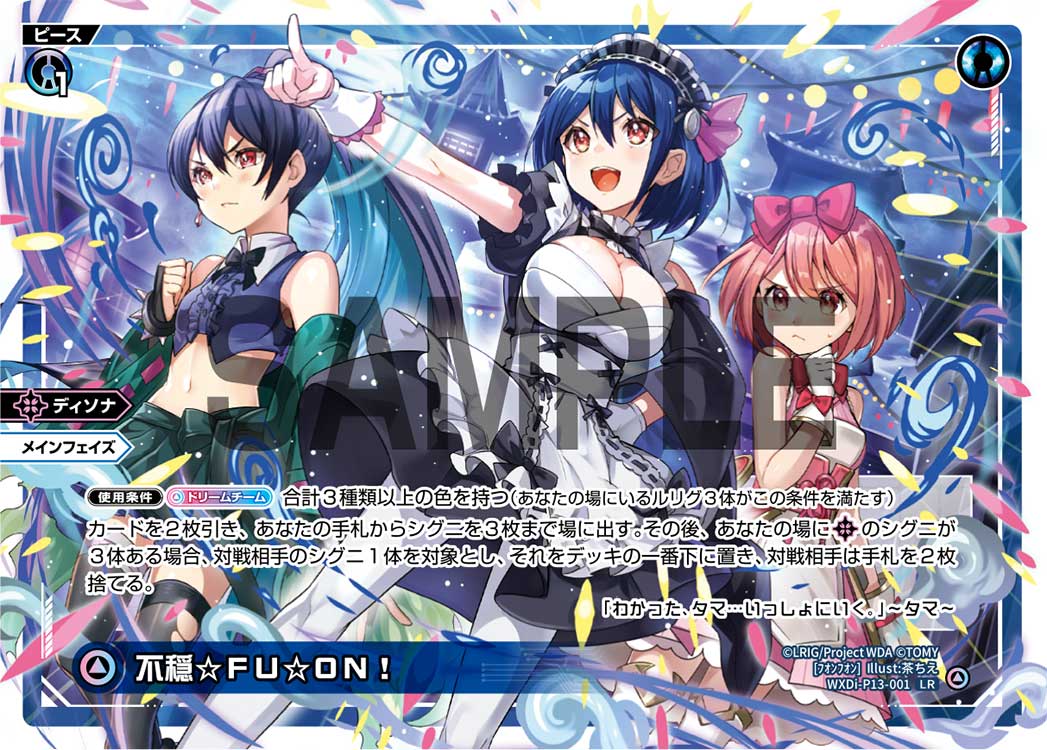 ピース
1
SAMPLE
ディソナ
メインフェイズ
使用条件 ドリームチーム 合計３種類以上の色を持つ(あなたの場にいるルリグ３体がこの条件を満たす)
カードを２枚引き、あなたの手札からシグニを３枚まで場に出す。その後、あなたの場に のシグニが
３体ある場合、対戦相手のシグニ１体を対象とし、それをデッキの一番下に置き、対戦相手は手札を２枚
捨てる。
「わかった、タマ…いっしょにいく。」～タマ～
©LRIG/Project WDA ©TOMY
不穏☆FU☆ON！
[フオンフオン] Illust:茶ちえ
WXDi-P13-001 LR